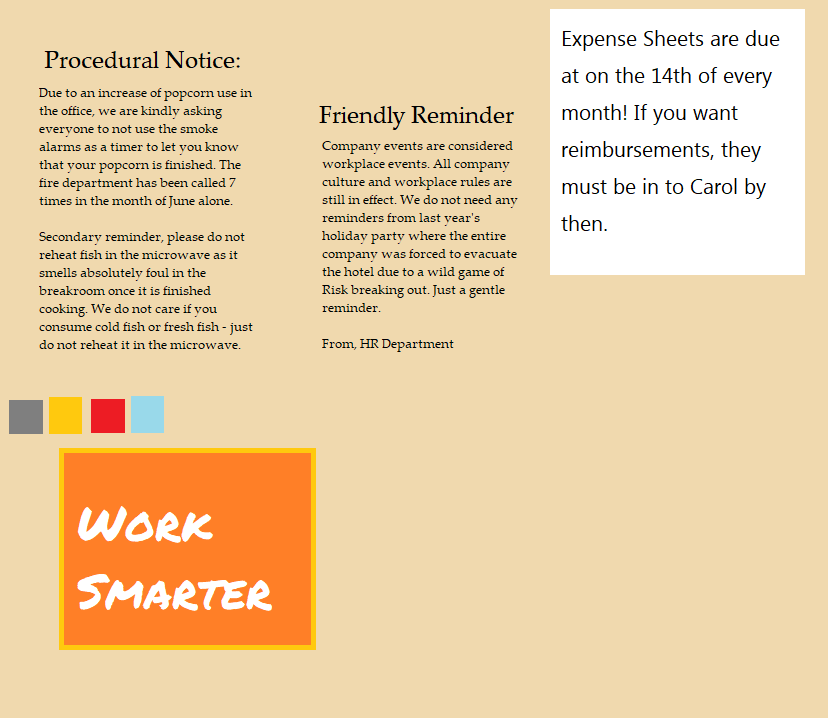 Procedural Notice:
Due to an increase of popcorn use in
the office, we are kindly asking
everyone to not use the smoke
alarms as a timer to let you know
that your popcorn is finished. The
fire department has been called 7
times in the month of June alone.
Secondary reminder, please do not
reheat fish in the microwave as it
smells absolutely foul in the
breakroom once it is finished
cooking. We do not care if you
consume cold fish or fresh fish - just
do not reheat it in the microwave.
Friendly Reminder
Company events are considered
workplace events. All company
culture and workplace rules are
still in effect. We do not need any
reminders from last year's
holiday party where the entire
company was forced to evacuate
the hotel due to a wild game of
Risk breaking out. Just a gentle
reminder.
From, HR Department
Expense Sheets are due
at on the 14th of every
month! If you want
reimbursements, they
must be in to Carol by
then.
Work
Smarter